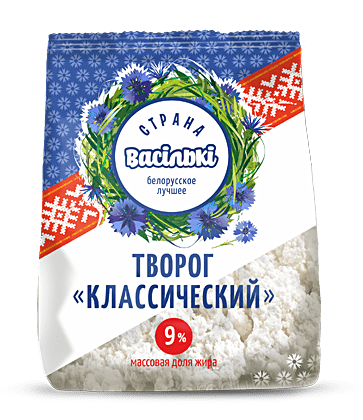 СТРАНА
Васількі
белорусское
лучшее
ТВОРОГ
«КЛАССИЧЕСКИЙ»
9%
массовая доля жира